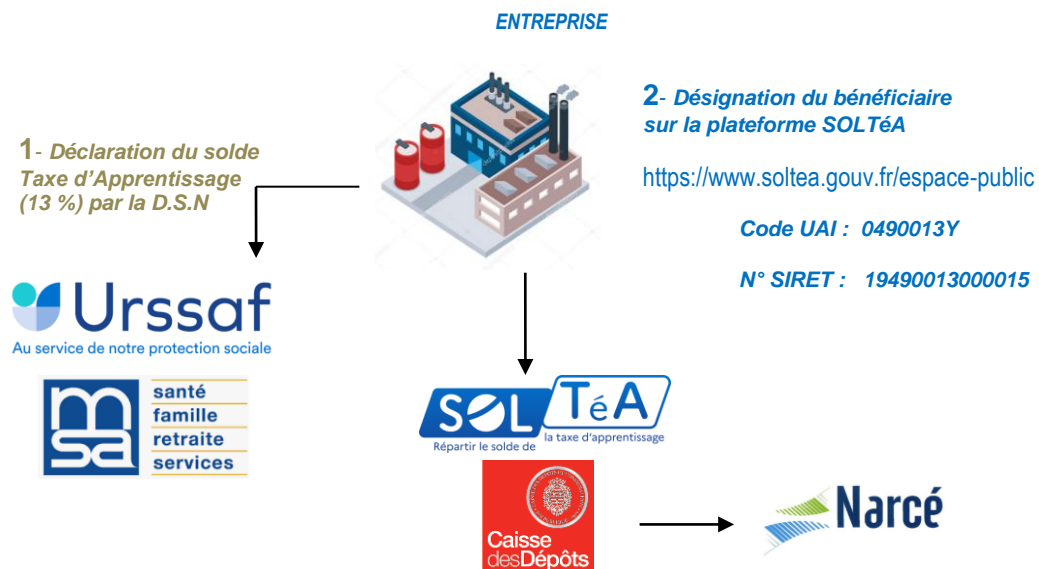 ENTREPRISE
1- Déclaration du solde
Taxe d'Apprentissage
(13 %) par la D.S.N
2- Désignation du bénéficiaire
sur la plateforme SOLTéA
https://www.soltea.gouv.fr/espace-public
Code UAI : 0490013Y
N° SIRET : 19490013000015
Urssaf
Au service de notre protection sociale
msa
santé
famille
retraite
services
SOLTéA
Répartir le solde de la taxe d'apprentissage
Caisse
desDépôts
Narcé